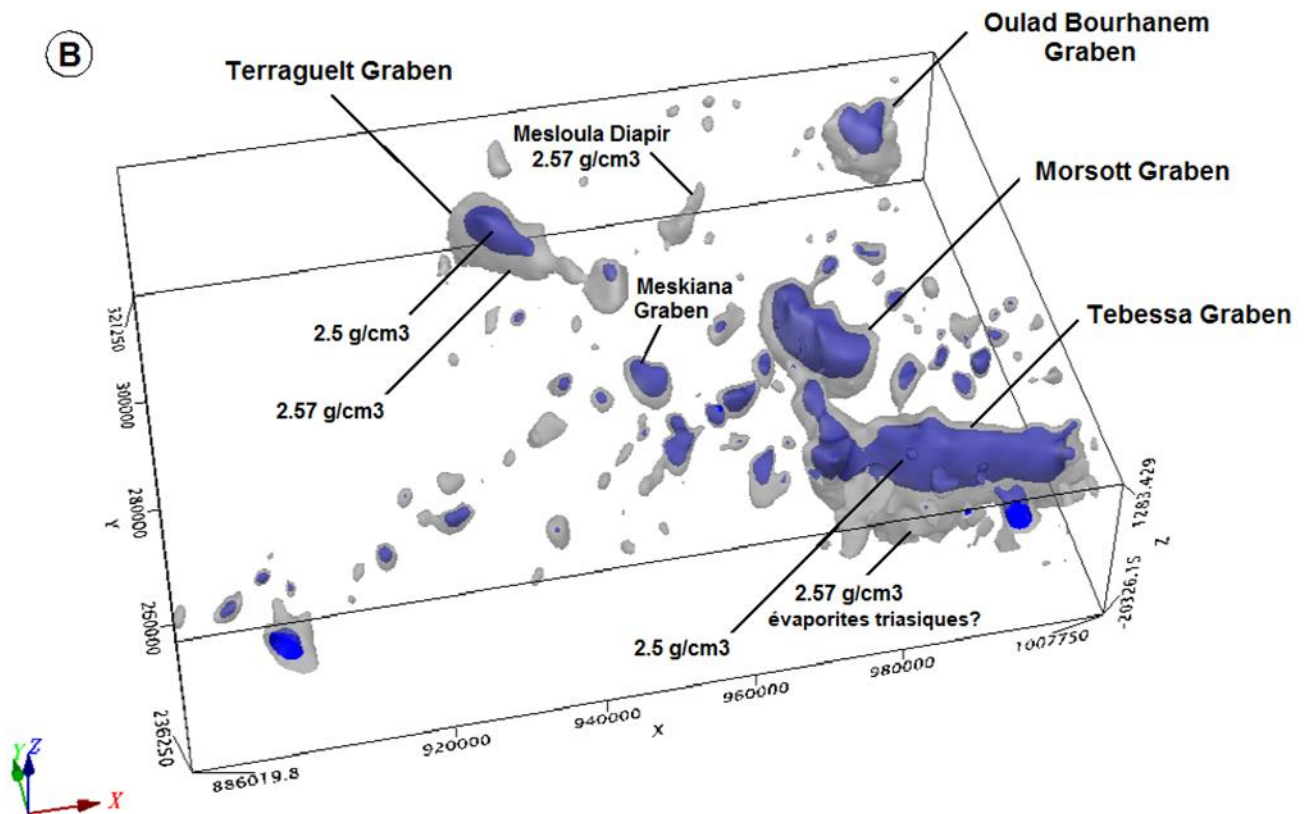 B
Oulad Bourhanem
Graben
Terraguelt Graben
Mesloula Diapir
2.57 g/cm3
Morsott Graben
Meskiana
Graben
Tebessa Graben
2.5 g/cm3
2.57 g/cm3
321250
300000
280000
Y
260000
236250
1283.429
Z
-20326.15
2.57 g/cm3
évaporites triasiques?
2.5 g/cm3
1007750
980000
960000
X
940000
920000
886019.8
Y
Z
X